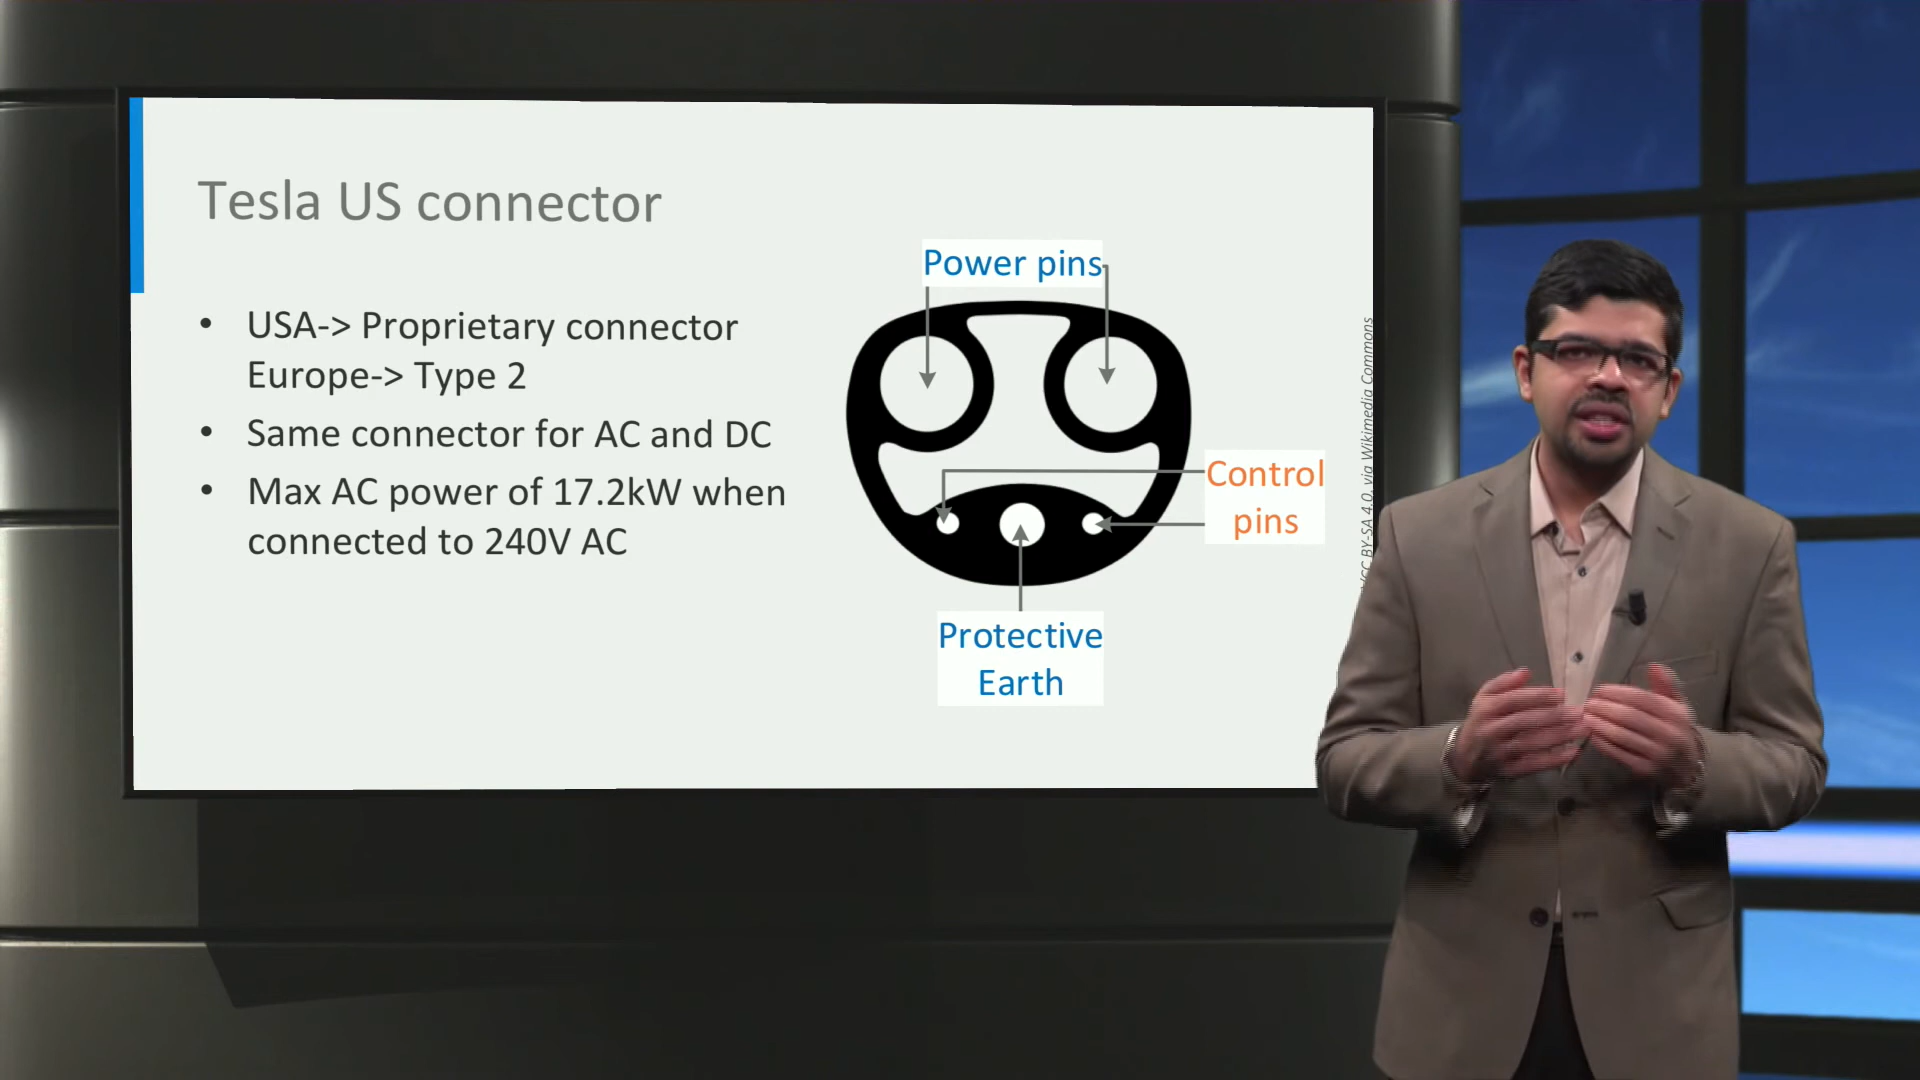 Tesla US connector
• USA-> Proprietary connector
Europe-> Type 2
• Same connector for AC and DC
• Max AC power of 17.2kW when
connected to 240V AC
Power pins
Control
pins
Protective
Earth
CC BY-SA 4.0, via Wikimedia Commons